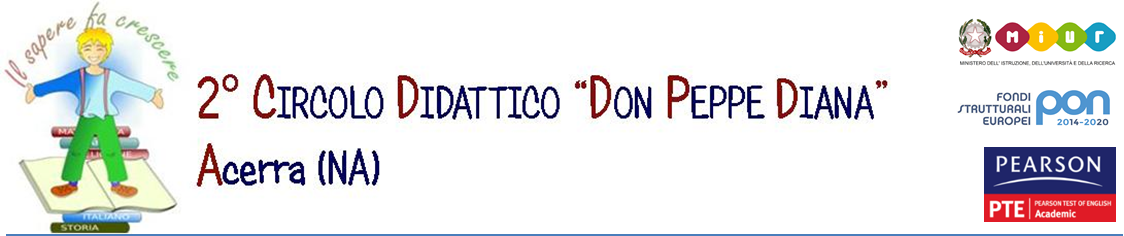 Il sapere fa crescere
2° CIRCOLO DIDATTICO “DON PEPPE DIANA”
Acerra (NA)
ITALIANO
STORIA
MIUR
MINISTERO DELL' ISTRUZIONE, DELL'UNIVERSITÀ E DELLA RICERCA
FONDI
STRUTTURALI
EUROPEI
pon
2014-2020
PEARSON
PTE
PEARSON TEST OF ENGLISH
Academic